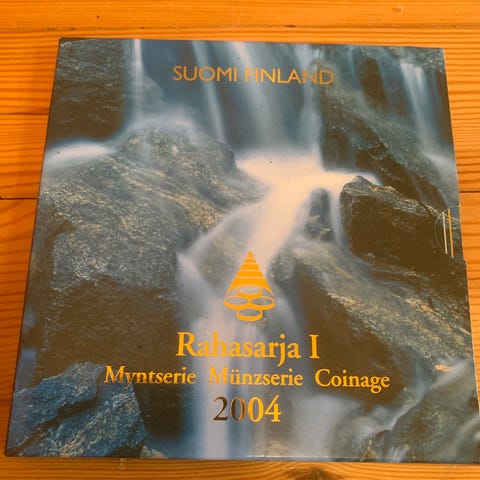 SUOMI FINLAND
Rahasarja I
Myntserie Münzserie Coinage
2004